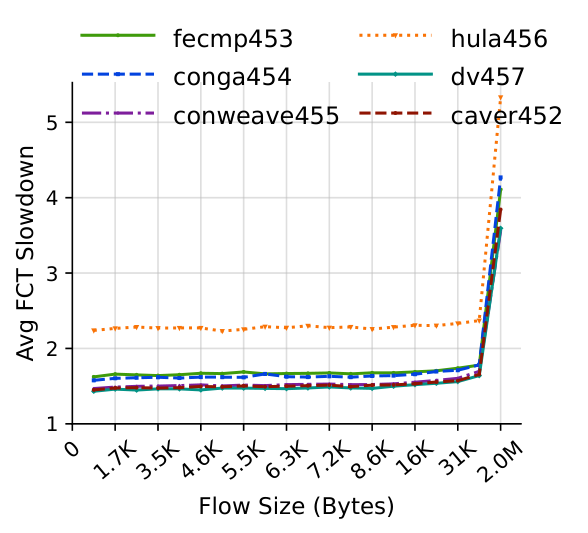 fecmp453 hula456
conga454 dv457
conweave455 caver452
Avg FCT Slowdown
5
4
3
2
1
0 1.7K 3.5K 4.6K 5.5K 6.3K 7.2K 8.6K 16K 31K 2.0M
Flow Size (Bytes)